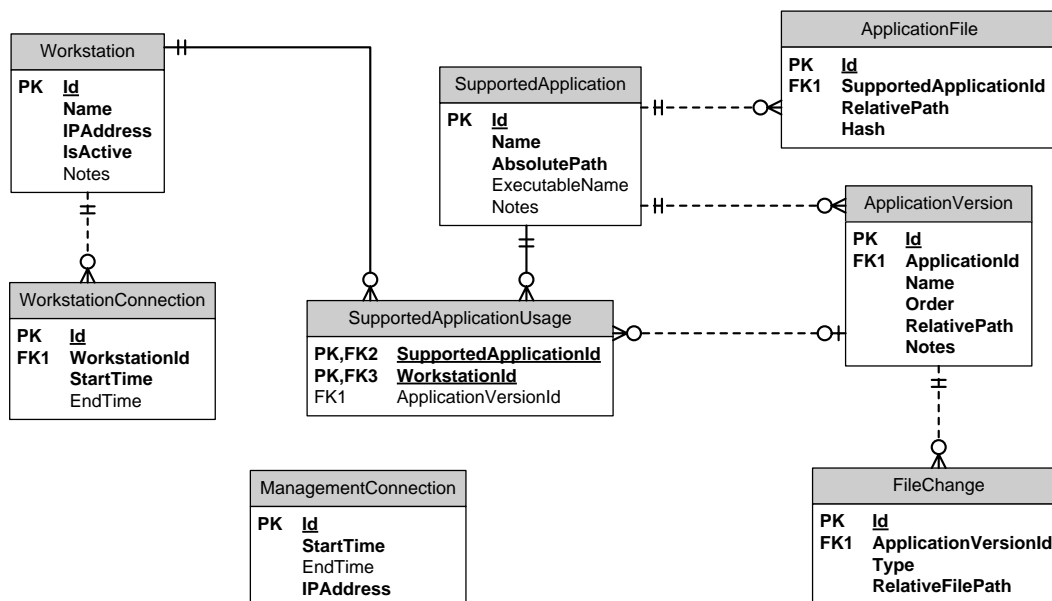 Workstation
PK Id
Name
IPAddress
IsActive
Notes
SupportedApplication
PK Id
Name
AbsolutePath
ExecutableName
Notes
ApplicationFile
PK Id
FK1 SupportedApplicationId
RelativePath
Hash
ApplicationVersion
PK Id
FK1 ApplicationId
Name
Order
RelativePath
Notes
WorkstationConnection
PK Id
FK1 WorkstationId
StartTime
EndTime
SupportedApplicationUsage
PK,FK2 SupportedApplicationId
PK,FK3 WorkstationId
FK1 ApplicationVersionId
ManagementConnection
PK Id
StartTime
EndTime
IPAddress
FileChange
PK Id
FK1 ApplicationVersionId
Type
RelativeFilePath